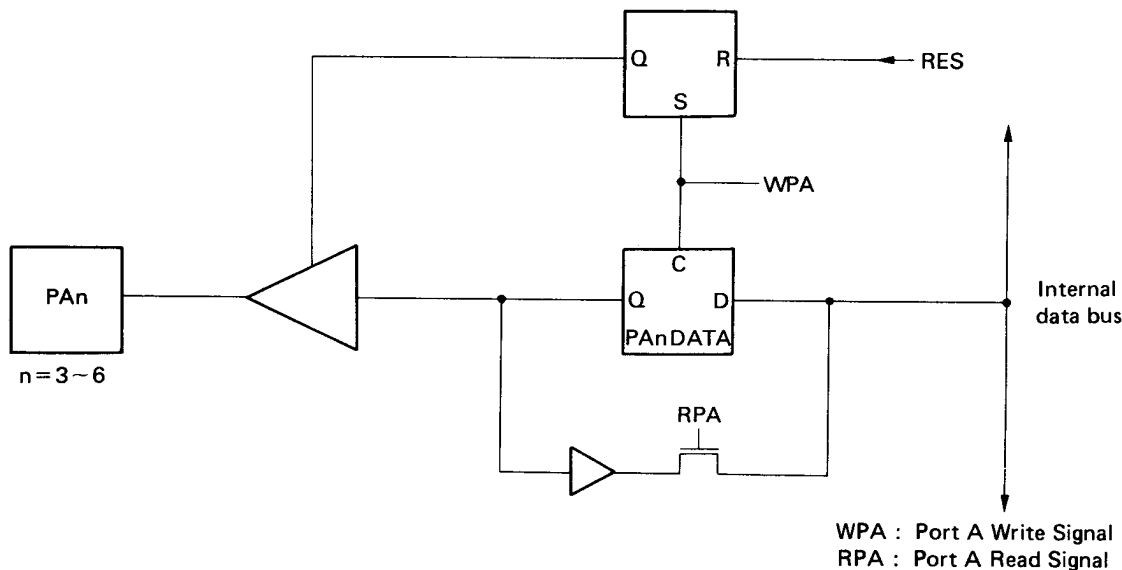 Q R
RES
S
WPA
PAn
C
Q D
PAnDATA
Internal
data bus
n=3~6
RPA
WPA : Port A Write Signal
RPA : Port A Read Signal